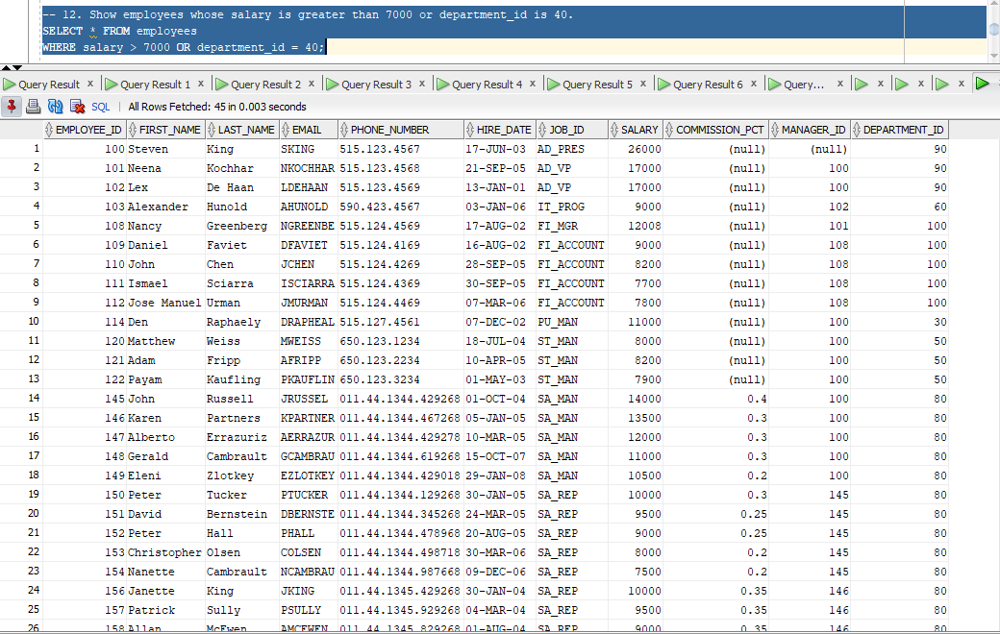 -- 12. Show employees whose salary is greater than 7000 or department_id is 40.
SELECT * FROM employees
WHERE salary > 7000 OR department_id = 40;
Query Result x Query Result 1 x Query Result 2 x Query Result 3 x Query Result 4 x Query Result 5 x Query Result 6 x Query... x x x x
SQL | All Rows Fetched: 45 in 0.003 seconds
EMPLOYEE_ID FIRST_NAME LAST_NAME EMAIL PHONE_NUMBER HIRE_DATE JOB_ID SALARY COMMISSION_PCT MANAGER_ID DEPARTMENT_ID
1 100 Steven King SKING 515.123.4567 17-JUN-03 AD_PRES 26000 (null) (null) 90
2 101 Neena Kochhar NKOCHHAR 515.123.4568 21-SEP-05 AD_VP 17000 (null) 100 90
3 102 Lex De Haan LDEHAAN 515.123.4569 13-JAN-01 AD_VP 17000 (null) 100 90
4 103 Alexander Hunold AHUNOLD 590.423.4567 03-JAN-06 IT_PROG 9000 (null) 102 60
5 108 Nancy Greenberg NGREENBE 515.124.4569 17-AUG-02 FI_MGR 12008 (null) 101 100
6 109 Daniel Faviet DFAVIET 515.124.4169 16-AUG-02 FI_ACCOUNT 9000 (null) 108 100
7 110 John Chen JCHEN 515.124.4269 28-SEP-05 FI_ACCOUNT 8200 (null) 108 100
8 111 Ismael Sciarra ISCIARRA 515.124.4369 30-SEP-05 FI_ACCOUNT 7700 (null) 108 100
9 112 Jose Manuel Urman JMURMAN 515.124.4469 07-MAR-06 FI_ACCOUNT 7800 (null) 108 100
10 114 Den Raphaely DRAPHEAL 515.127.4561 07-DEC-02 PU_MAN 11000 (null) 100 30
11 120 Matthew Weiss MWEISS 650.123.1234 18-JUL-04 ST_MAN 8000 (null) 100 50
12 121 Adam Fripp AFRIPP 650.123.2234 10-APR-05 ST_MAN 8200 (null) 100 50
13 122 Payam Kaufling PKAUFLIN 650.123.3234 01-MAY-03 ST_MAN 7900 (null) 100 50
14 145 John Russell JRUSSEL 011.44.1344.429268 01-OCT-04 SA_MAN 14000 0.4 100 80
15 146 Karen Partners KPARTNER 011.44.1344.467268 05-JAN-05 SA_MAN 13500 0.3 100 80
16 147 Alberto Errazuriz AERRAZUR 011.44.1344.429278 10-MAR-05 SA_MAN 12000 0.3 100 80
17 148 Gerald Cambrault GCAMBRAU 011.44.1344.619268 15-OCT-07 SA_MAN 11000 0.3 100 80
18 149 Eleni Zlotkey EZLOTKEY 011.44.1344.429018 29-JAN-08 SA_MAN 10500 0.2 100 80
19 150 Peter Tucker PTUCKER 011.44.1344.129268 30-JAN-05 SA_REP 10000 0.3 145 80
20 151 David Bernstein DBERNSTE 011.44.1344.345268 24-MAR-05 SA_REP 9500 0.25 145 80
21 152 Peter Hall PHALL 011.44.1344.478968 20-AUG-05 SA_REP 9000 0.25 145 80
22 153 Christopher Olsen COLSEN 011.44.1344.498718 30-MAR-06 SA_REP 8000 0.2 145 80
23 154 Nanette Cambrault NCAMBRAU 011.44.1344.987668 09-DEC-06 SA_REP 7500 0.2 145 80
24 156 Janette King JKING 011.44.1345.429268 30-JAN-04 SA_REP 10000 0.35 146 80
25 157 Patrick Sully PSULLY 011.44.1345.929268 04-MAR-04 SA_REP 9500 0.35 146 80
26 158 Allan McEwen AMCEWEN 011.44.1345.829268 01-AUG-04 SA_REP 9000 0.35 146 80